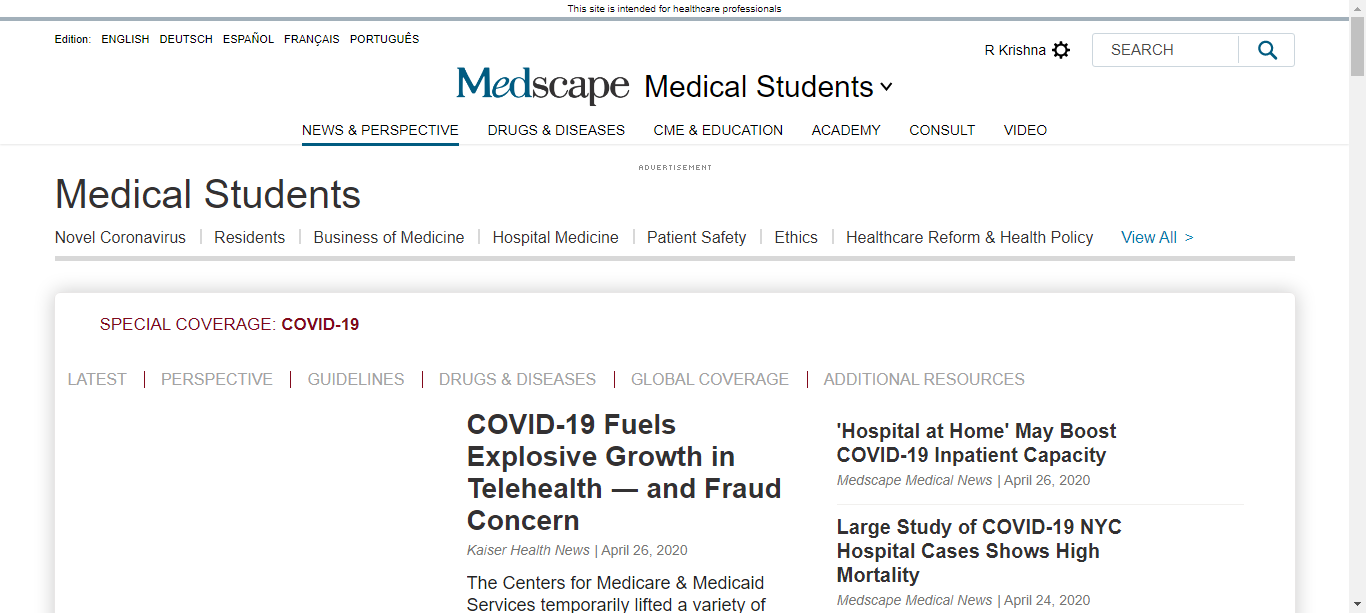 This site is intended for healthcare professionals
Edition: ENGLISH DEUTSCH ESPAÑOL FRANÇAIS PORTUGUÊS
R Krishna
SEARCH
Medscape Medical Students
NEWS & PERSPECTIVE DRUGS & DISEASES CME & EDUCATION ACADEMY CONSULT VIDEO
ADVERTISEMENT
Medical Students
Novel Coronavirus | Residents | Business of Medicine | Hospital Medicine | Patient Safety | Ethics | Healthcare Reform & Health Policy View All >
SPECIAL COVERAGE: COVID-19
LATEST | PERSPECTIVE | GUIDELINES | DRUGS & DISEASES | GLOBAL COVERAGE | ADDITIONAL RESOURCES
COVID-19 Fuels
Explosive Growth in
Telehealth — and Fraud
Concern
Kaiser Health News | April 26, 2020
The Centers for Medicare & Medicaid
Services temporarily lifted a variety of
'Hospital at Home' May Boost
COVID-19 Inpatient Capacity
Medscape Medical News | April 26, 2020
Large Study of COVID-19 NYC
Hospital Cases Shows High
Mortality
Medscape Medical News | April 24, 2020